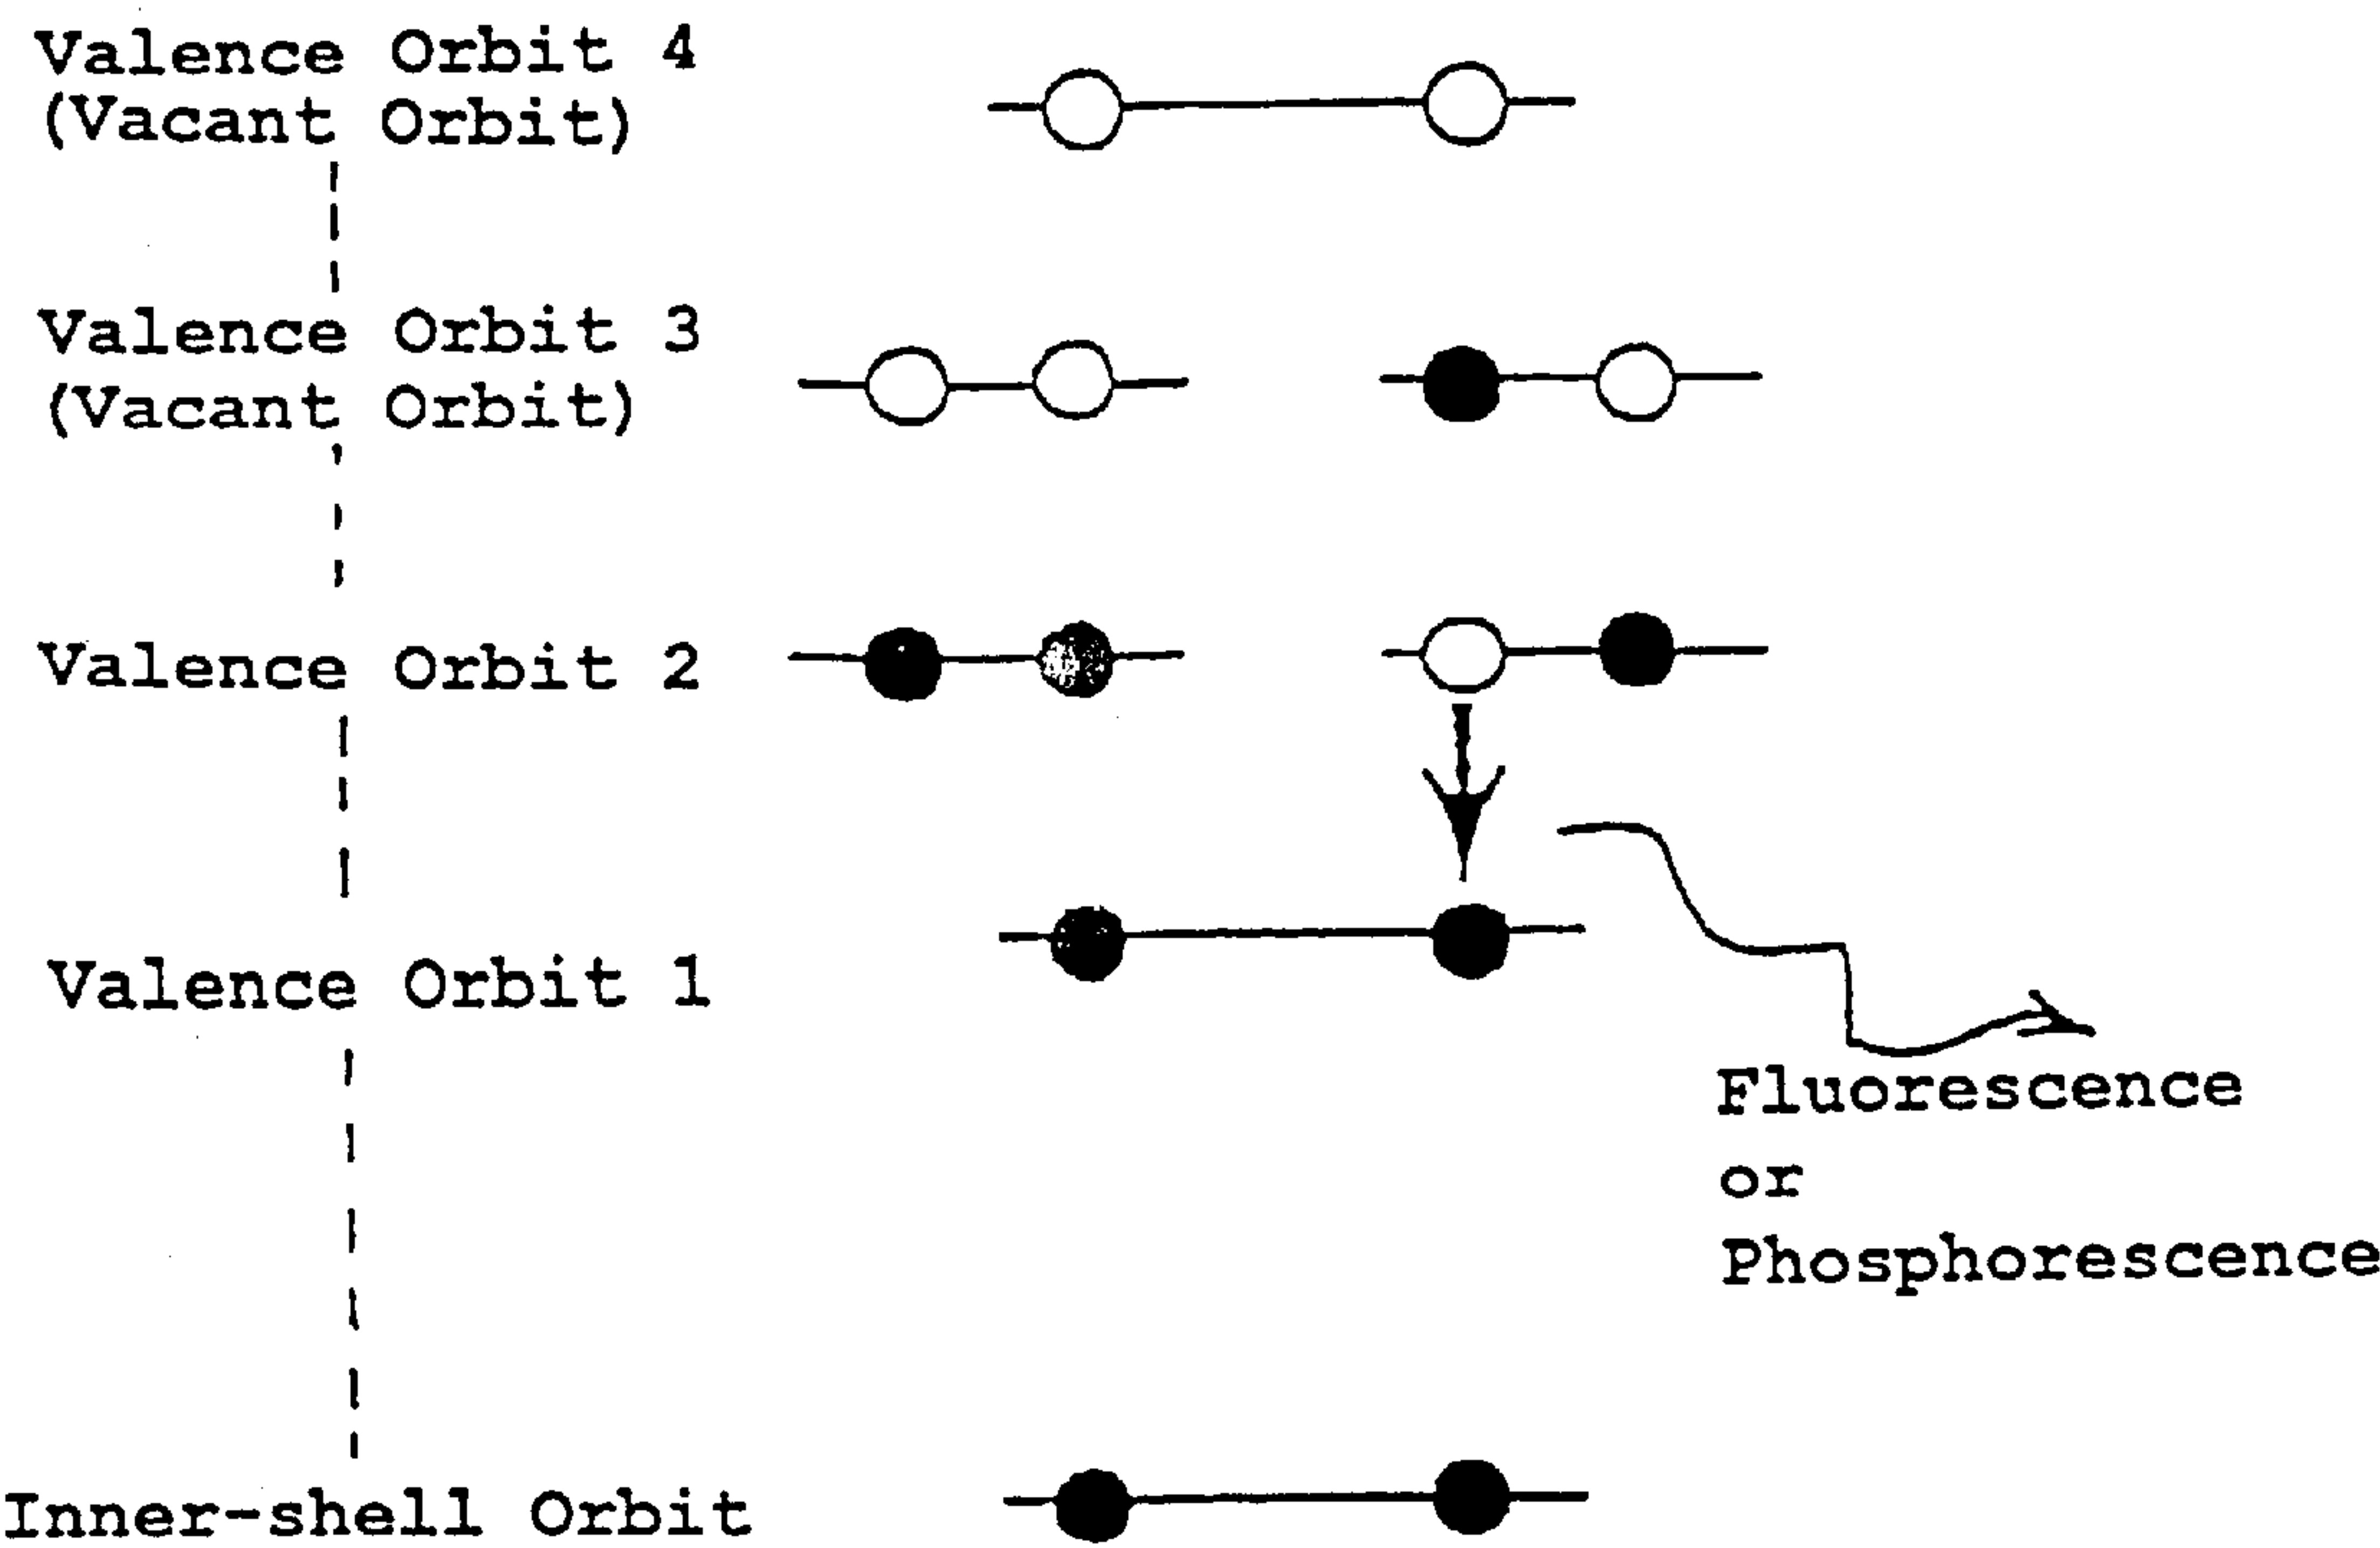 Valence Orbit 4
(Vacant Orbit)
Valence Orbit 3
(Vacant Orbit)
Valence Orbit 2
Valence Orbit 1
Fluorescence
or
Phosphorescence
Inner-shell Orbit